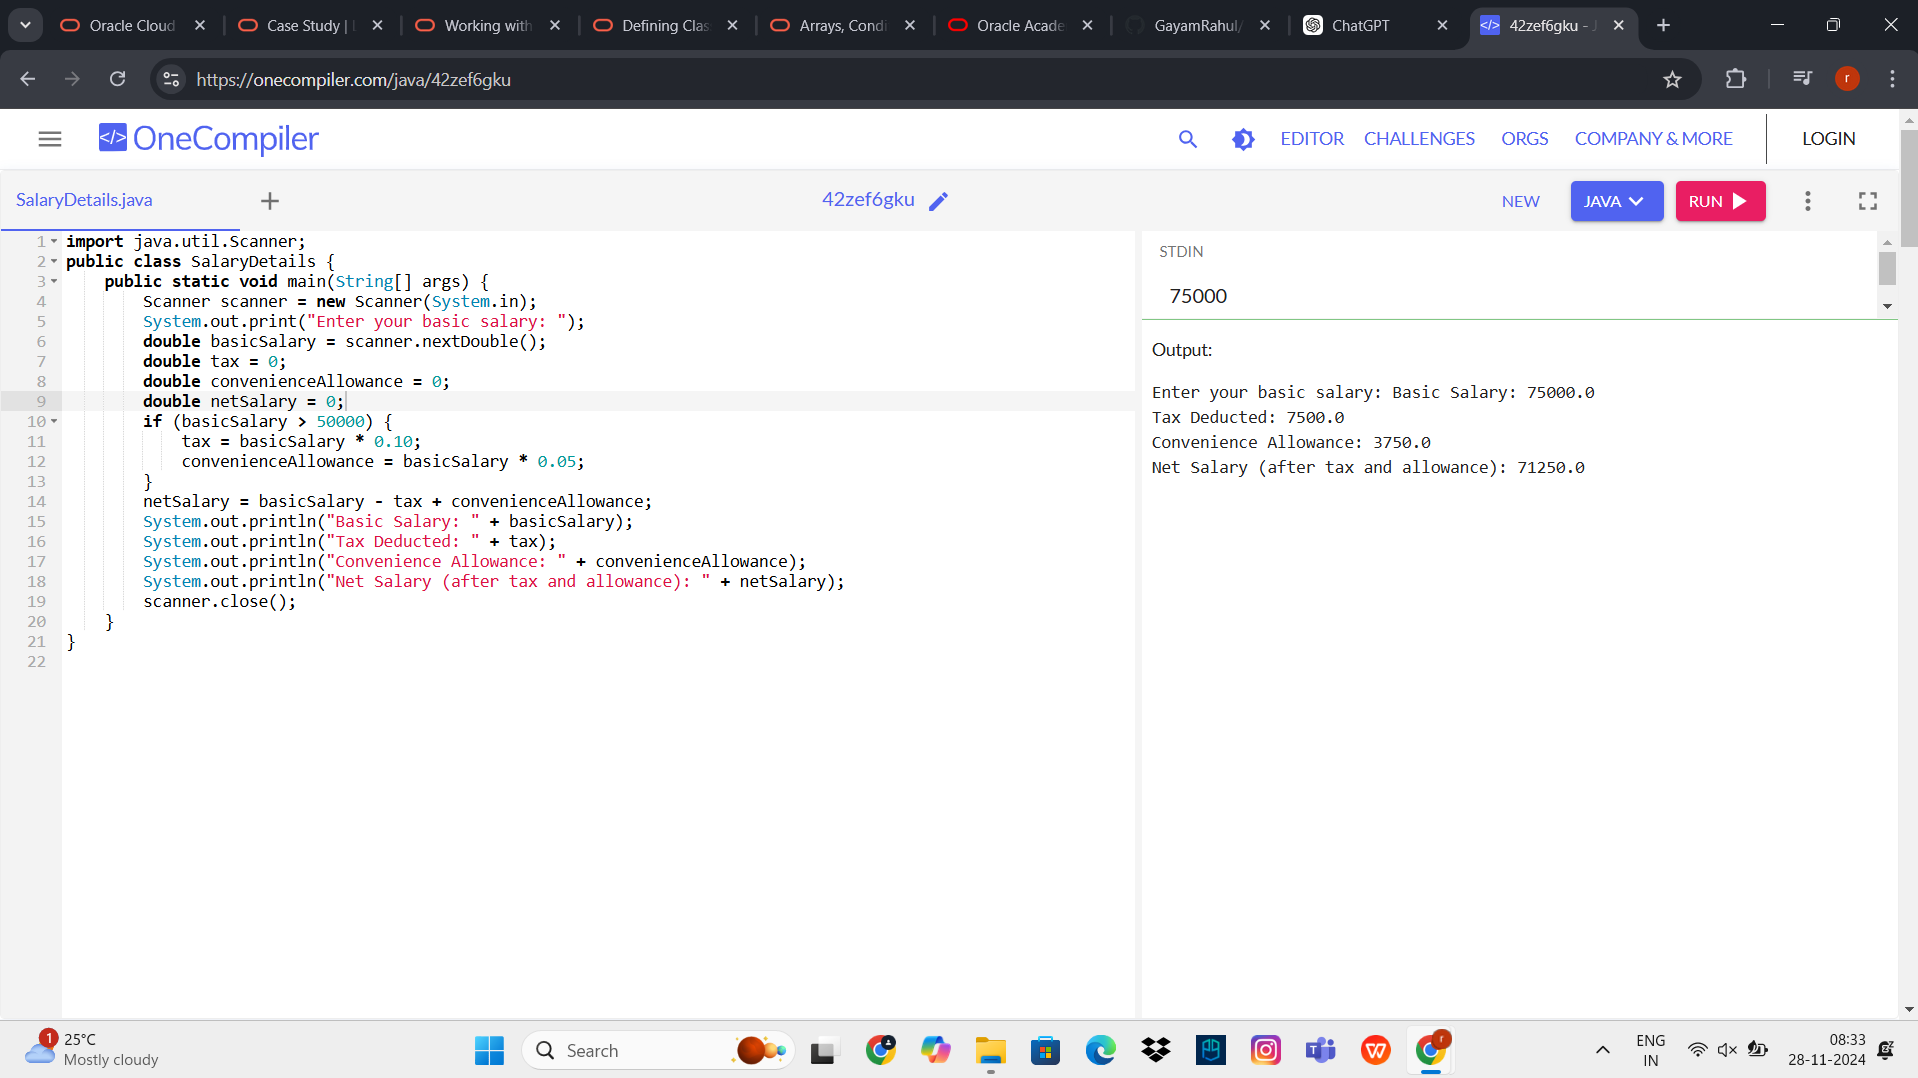 Oracle Cloud
Case Study |
Working with
Defining Clas
Arrays, Condi
Oracle Acade
GayamRahul/
ChatGPT
42zef6gku - J
https://onecompiler.com/java/42zef6gku
r
</> OneCompiler
EDITOR CHALLENGES ORGS COMPANY & MORE LOGIN
SalaryDetails.java
+
42zef6gku
NEW JAVA RUN
1 import java.util.Scanner;
2 public class SalaryDetails {
3 public static void main(String[] args) {
4 Scanner scanner = new Scanner(System.in);
5 System.out.print("Enter your basic salary: ");
6 double basicSalary = scanner.nextDouble();
7 double tax = 0;
8 double convenienceAllowance = 0;
9 double netSalary = 0;
10 if (basicSalary > 50000) {
11 tax = basicSalary * 0.10;
12 convenienceAllowance = basicSalary * 0.05;
13 }
14 netSalary = basicSalary - tax + convenienceAllowance;
15 System.out.println("Basic Salary: " + basicSalary);
16 System.out.println("Tax Deducted: " + tax);
17 System.out.println("Convenience Allowance: " + convenienceAllowance);
18 System.out.println("Net Salary (after tax and allowance): " + netSalary);
19 scanner.close();
20 }
21 }
22
STDIN
75000
Output:
Enter your basic salary: Basic Salary: 75000.0
Tax Deducted: 7500.0
Convenience Allowance: 3750.0
Net Salary (after tax and allowance): 71250.0
1
25°C
Mostly cloudy
Search
ENG
IN
08:33
28-11-2024